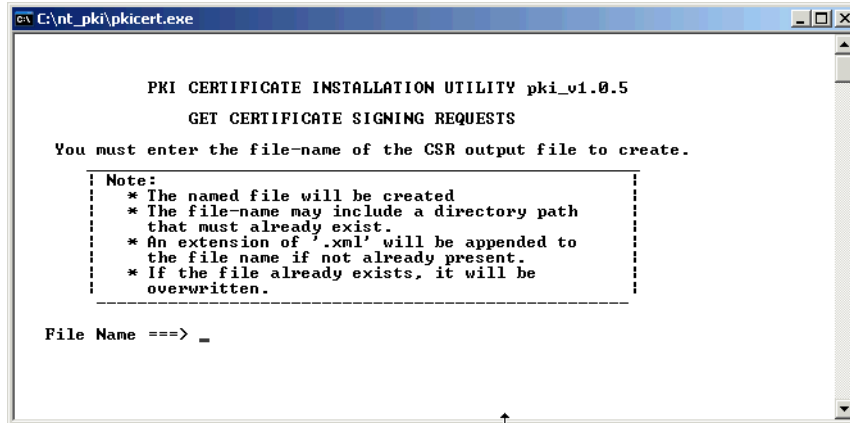 C:\nt_pki\pkicert.exe
PKI CERTIFICATE INSTALLATION UTILITY pki_v1.0.5
GET CERTIFICATE SIGNING REQUESTS
You must enter the file-name of the CSR output file to create.
Note:
* The named file will be created
* The file-name may include a directory path
that must already exist.
* An extension of '.xml' will be appended to
the file name if not already present.
* If the file already exists, it will be
overwritten.
File Name ===> _